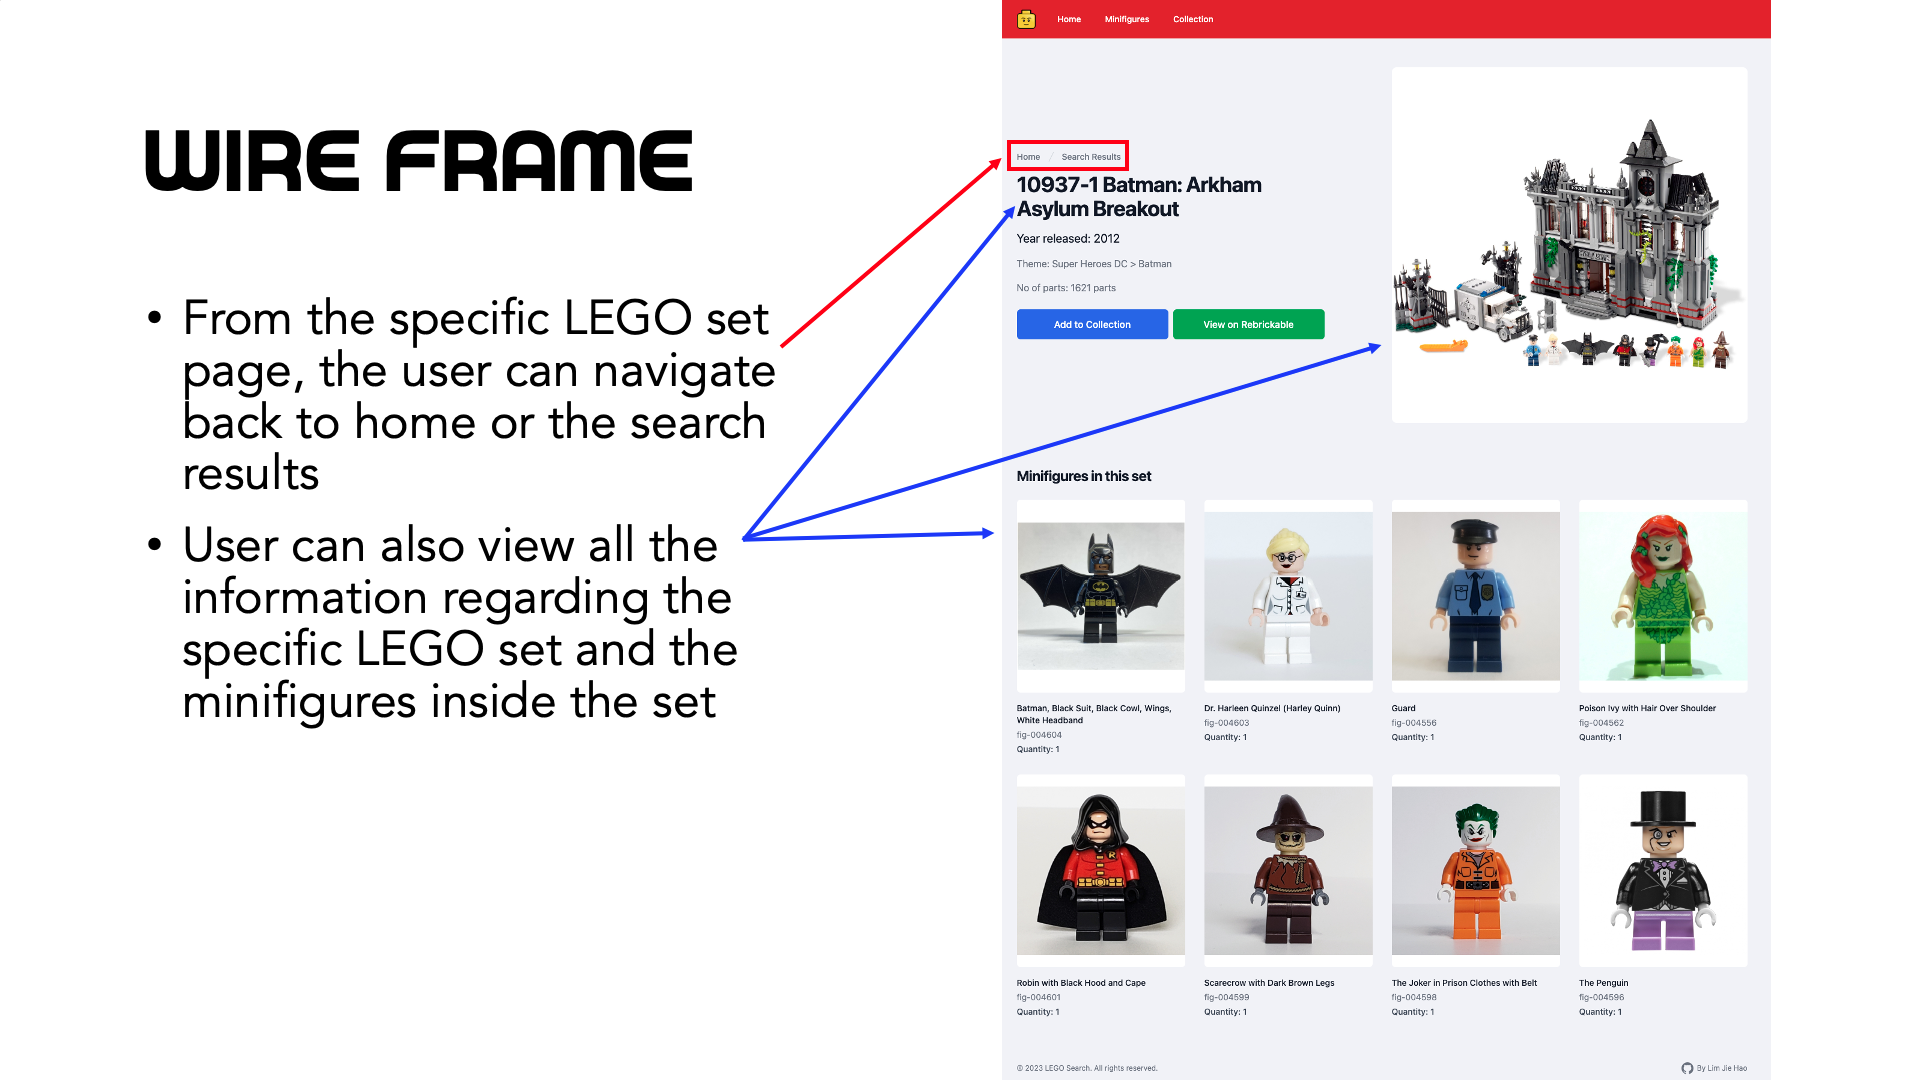 WIRE FRAME
• From the specific LEGO set
page, the user can navigate
back to home or the search
results
• User can also view all the
information regarding the
specific LEGO set and the
minifigures inside the set
Home Minifigures Collection
Home / Search Results
10937-1 Batman: Arkham
Asylum Breakout
Year released: 2012
Theme: Super Heroes DC > Batman
No of parts: 1621 parts
Add to Collection View on Rebrickable
Minifigures in this set
Batman, Black Suit, Black Cowl, Wings,
White Headband
fig-004604
Quantity: 1
Dr. Harleen Quinzel (Harley Quinn)
fig-004603
Quantity: 1
Guard
fig-004556
Quantity: 1
Poison Ivy with Hair Over Shoulder
fig-004562
Quantity: 1
Robin with Black Hood and Cape
fig-004601
Quantity: 1
Scarecrow with Dark Brown Legs
fig-004599
Quantity: 1
The Joker in Prison Clothes with Belt
fig-004598
Quantity: 1
The Penguin
fig-004596
Quantity: 1
© 2023 LEGO Search. All rights reserved.
By Lim Jie Hao